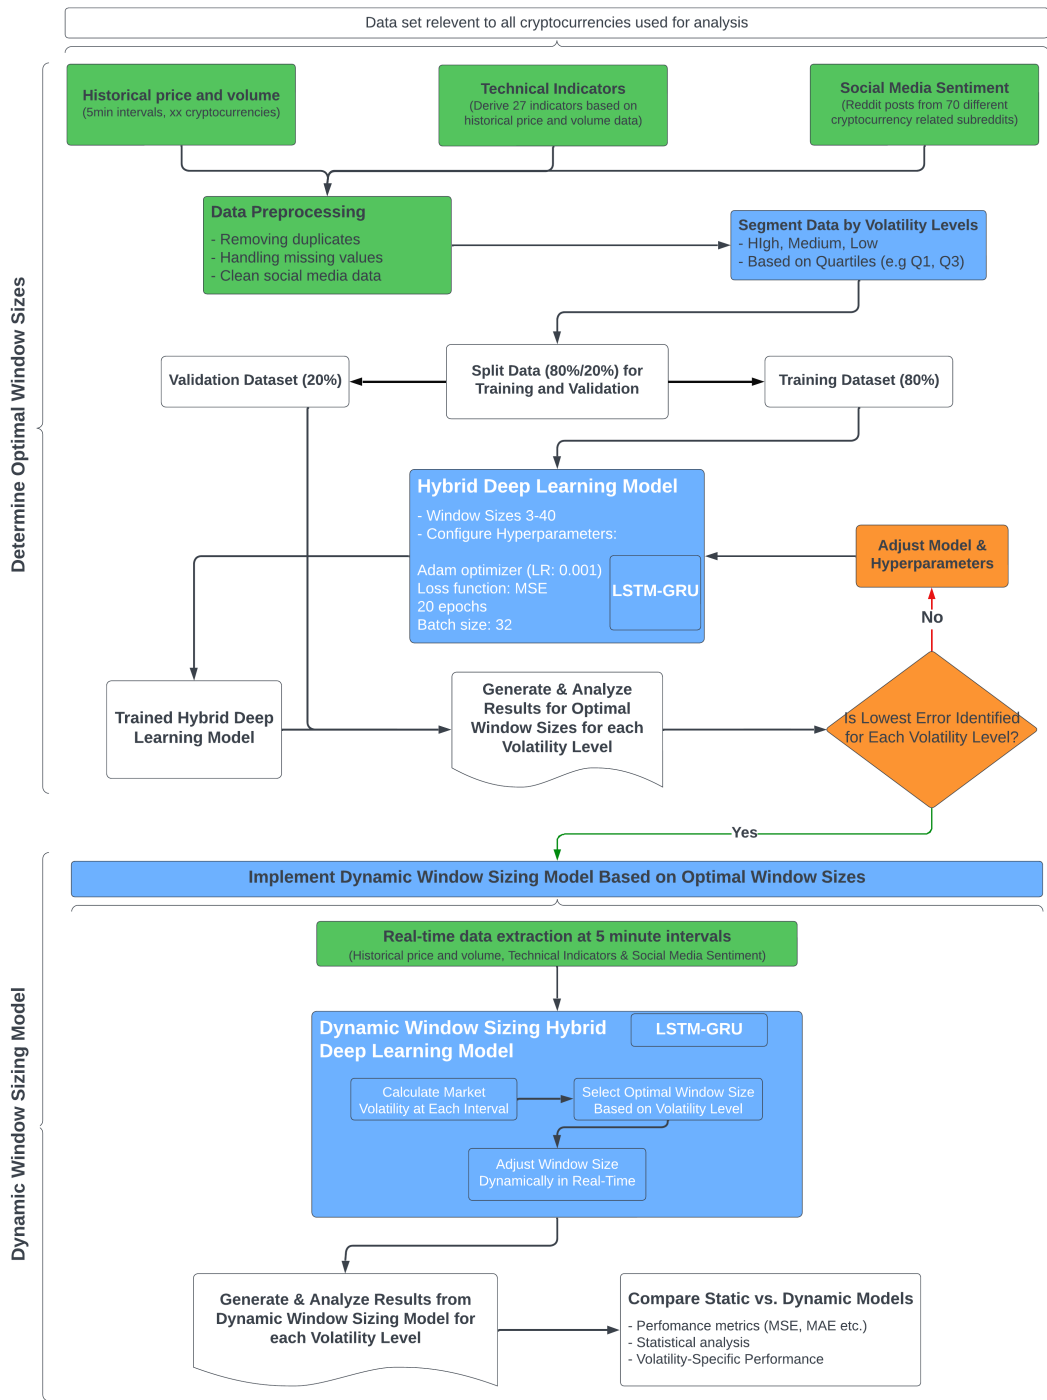 Data set relevent to all cryptocurrencies used for analysis
Historical price and volume
(5min intervals, xx cryptocurrencies)
Technical Indicators
(Derive 27 indicators based on
historical price and volume data)
Social Media Sentiment
(Reddit posts from 70 different
cryptocurrency related subreddits)
Data Preprocessing
- Removing duplicates
- Handling missing values
- Clean social media data
Segment Data by Volatility Levels
- HIgh, Medium, Low
- Based on Quartiles (e.g Q1, Q3)
Determine Optimal Window Sizes
Validation Dataset (20%)
Split Data (80%/20%) for
Training and Validation
Training Dataset (80%)
Hybrid Deep Learning Model
- Window Sizes 3-40
- Configure Hyperparameters:
Adam optimizer (LR: 0.001)
Loss function: MSE
20 epochs
Batch size: 32
LSTM-GRU
Adjust Model &
Hyperparameters
No
Trained Hybrid Deep
Learning Model
Generate & Analyze
Results for Optimal
Window Sizes for each
Volatility Level
Is Lowest Error Identified
for Each Volatility Level?
Yes
Implement Dynamic Window Sizing Model Based on Optimal Window Sizes
Real-time data extraction at 5 minute intervals
(Historical price and volume, Technical Indicators & Social Media Sentiment)
Dynamic Window Sizing Model
Dynamic Window Sizing Hybrid
Deep Learning Model
LSTM-GRU
Calculate Market
Volatility at Each Interval
Select Optimal Window Size
Based on Volatility Level
Adjust Window Size
Dynamically in Real-Time
Generate & Analyze Results from
Dynamic Window Sizing Model for
each Volatility Level
Compare Static vs. Dynamic Models
- Perfomance metrics (MSE, MAE etc.)
- Statistical analysis
- Volatility-Specific Performance